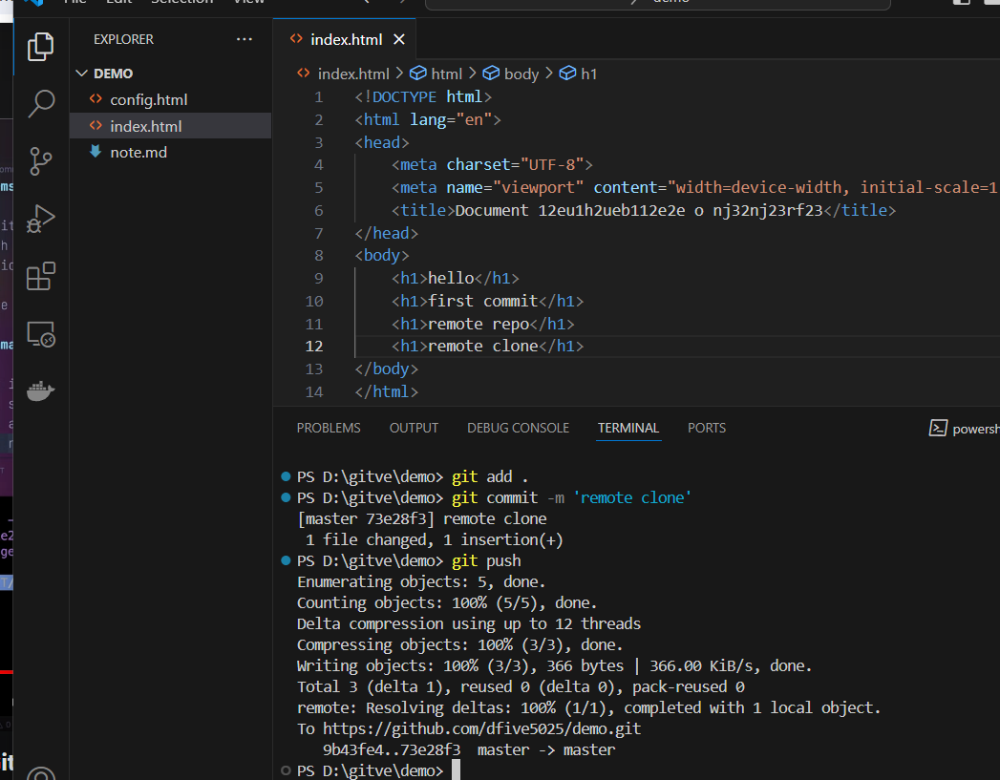 EXPLORER
DEMO
config.html
index.html
note.md
index.html
index.html > html > body > h1
1 <!DOCTYPE html>
2 <html lang="en">
3 <head>
4 <meta charset="UTF-8">
5 <meta name="viewport" content="width=device-width, initial-scale=1
6 <title>Document 12eu1h2ueb112e2e o nj32nj23rf23</title>
7 </head>
8 <body>
9 <h1>hello</h1>
10 <h1>first commit</h1>
11 <h1>remote repo</h1>
12 <h1>remote clone</h1>
13 </body>
14 </html>
PROBLEMS OUTPUT DEBUG CONSOLE TERMINAL PORTS powersh
PS D:\gitve\demo> git add .
PS D:\gitve\demo> git commit -m 'remote clone'
[master 73e28f3] remote clone
1 file changed, 1 insertion(+)
PS D:\gitve\demo> git push
Enumerating objects: 5, done.
Counting objects: 100% (5/5), done.
Delta compression using up to 12 threads
Compressing objects: 100% (3/3), done.
Writing objects: 100% (3/3), 366 bytes | 366.00 KiB/s, done.
Total 3 (delta 1), reused 0 (delta 0), pack-reused 0
remote: Resolving deltas: 100% (1/1), completed with 1 local object.
To https://github.com/dfive5025/demo.git
9b43fe4..73e28f3 master -> master
PS D:\gitve\demo>